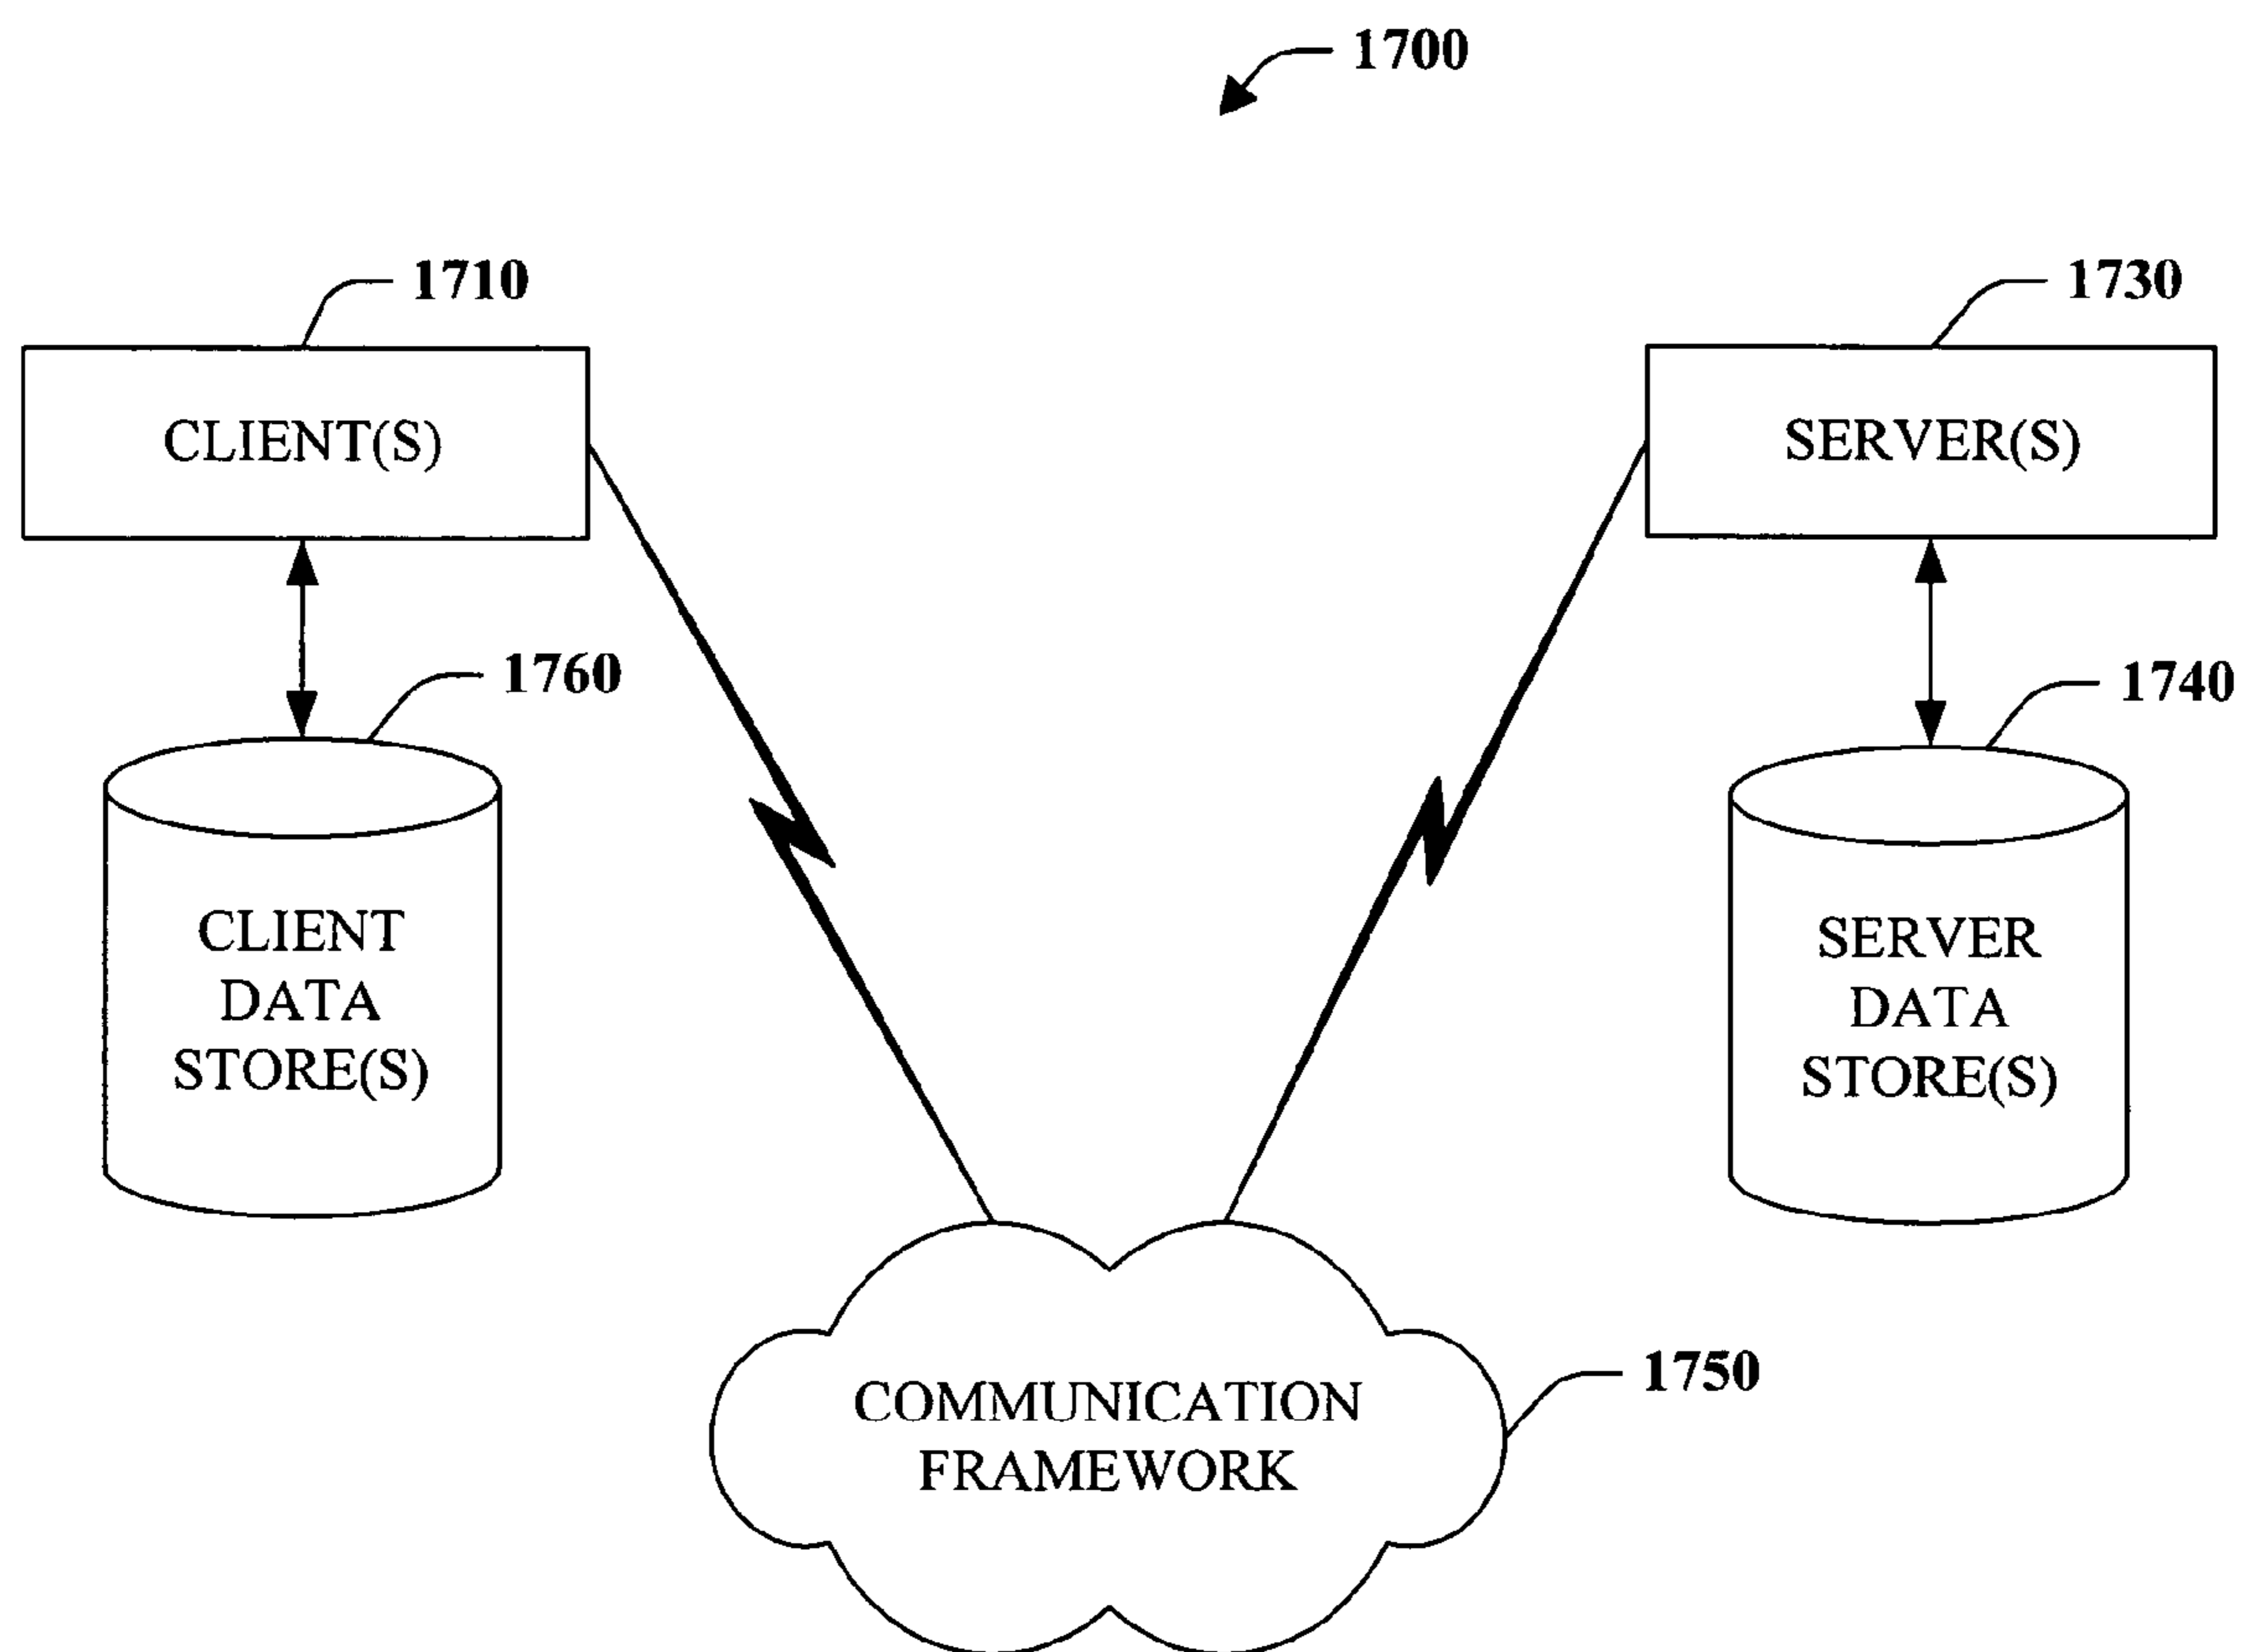 1700
1710
1730
CLIENT(S)
SERVER(S)
1760
1740
CLIENT
DATA
STORE(S)
SERVER
DATA
STORE(S)
1750
COMMUNICATION
FRAMEWORK